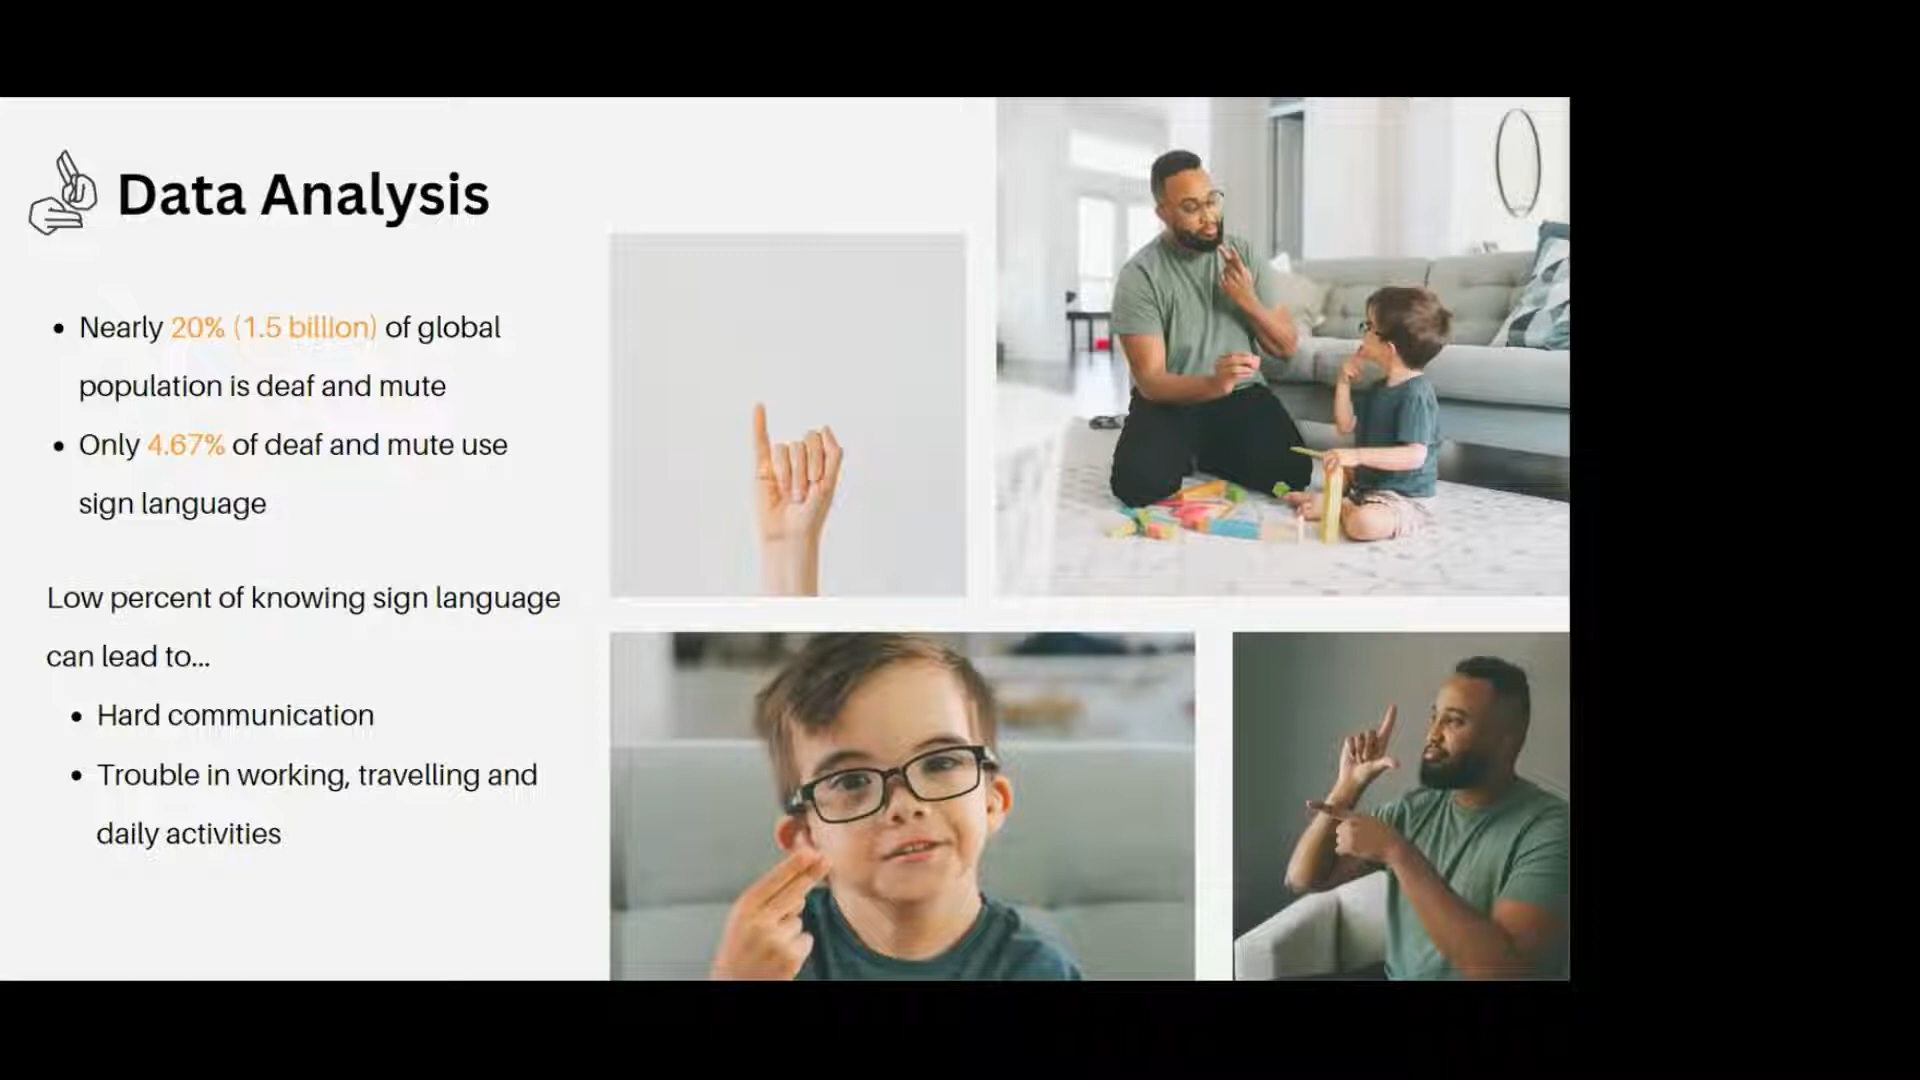 Data Analysis
Nearly 20% (1.5 billion) of global
population is deaf and mute
Only 4.67% of deaf and mute use
sign language
Low percent of knowing sign language
can lead to...
Hard communication
Trouble in working, travelling and
daily activities